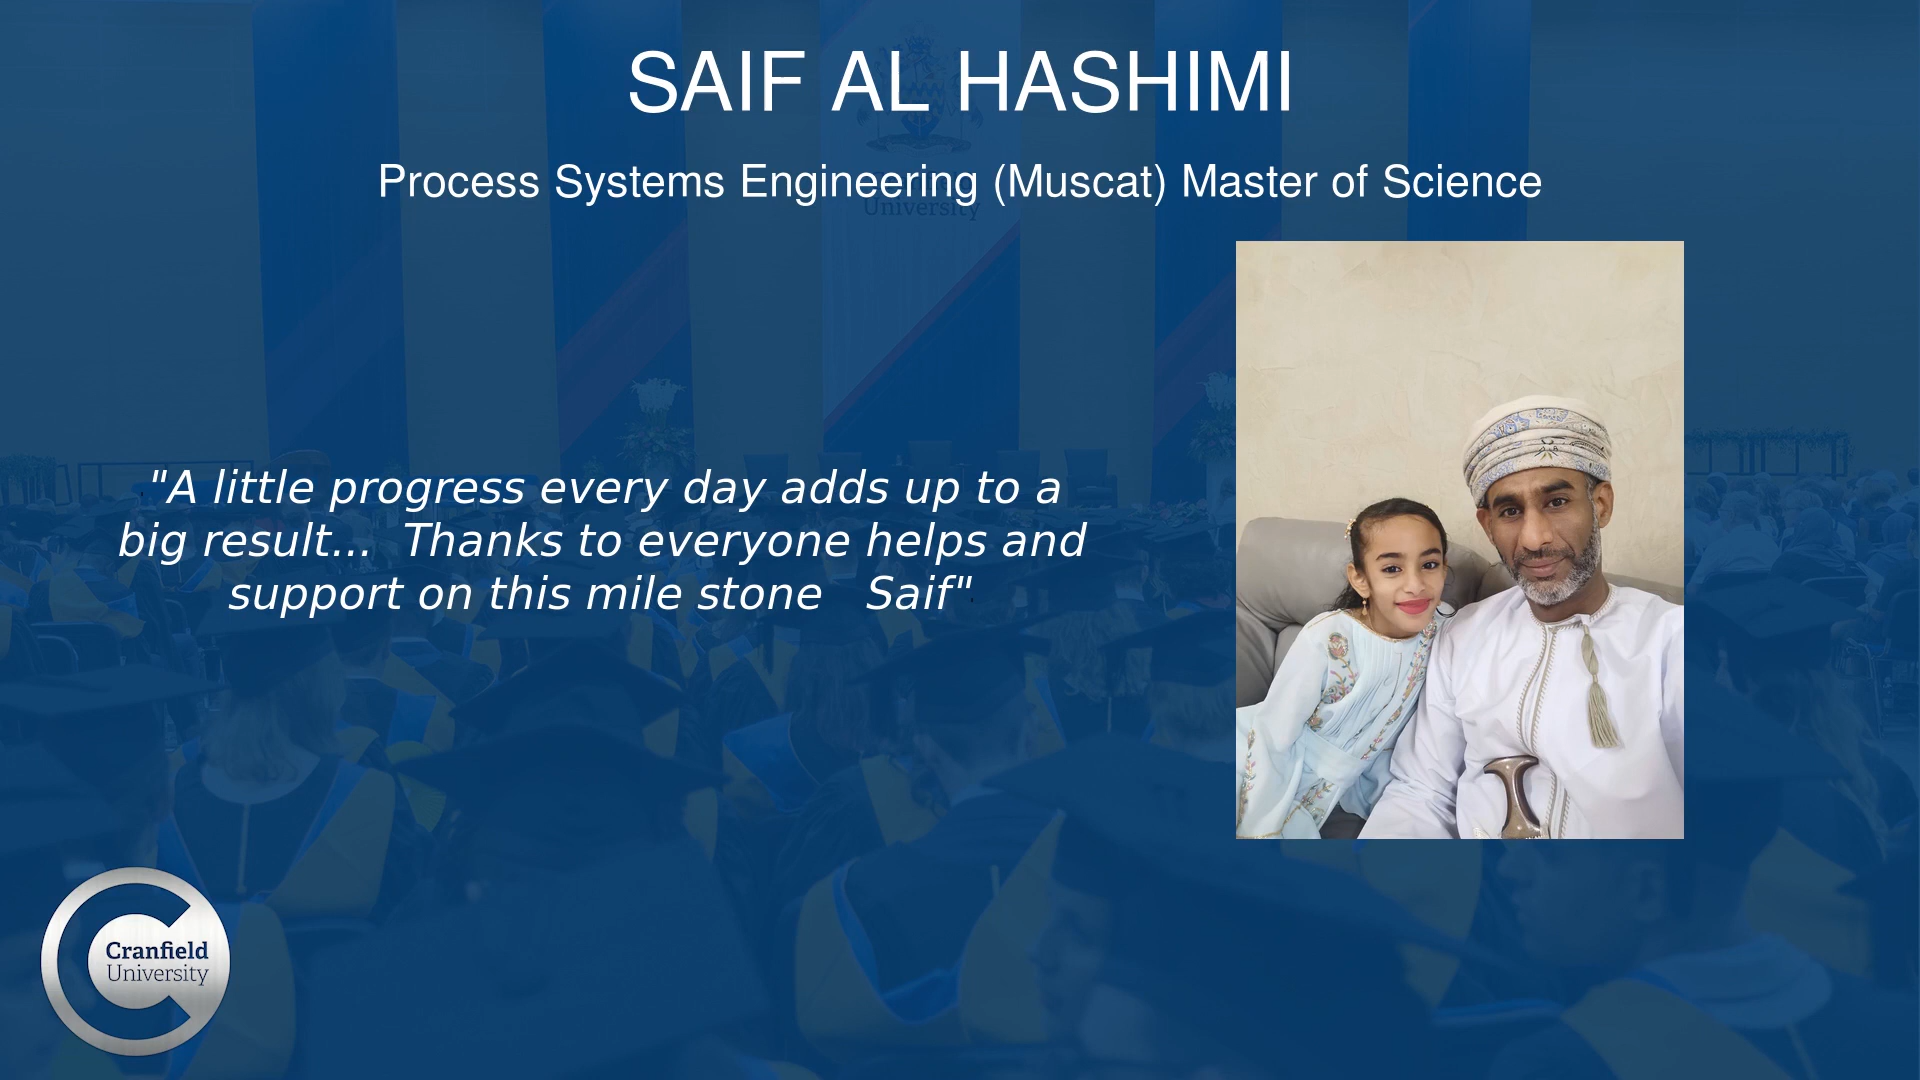 SAIF AL HASHIMI
Process Systems Engineering (Muscat) Master of Science
University
"A little progress every day adds up to a
big result...  Thanks to everyone helps and
support on this mile stone   Saif"
Cranfield
University